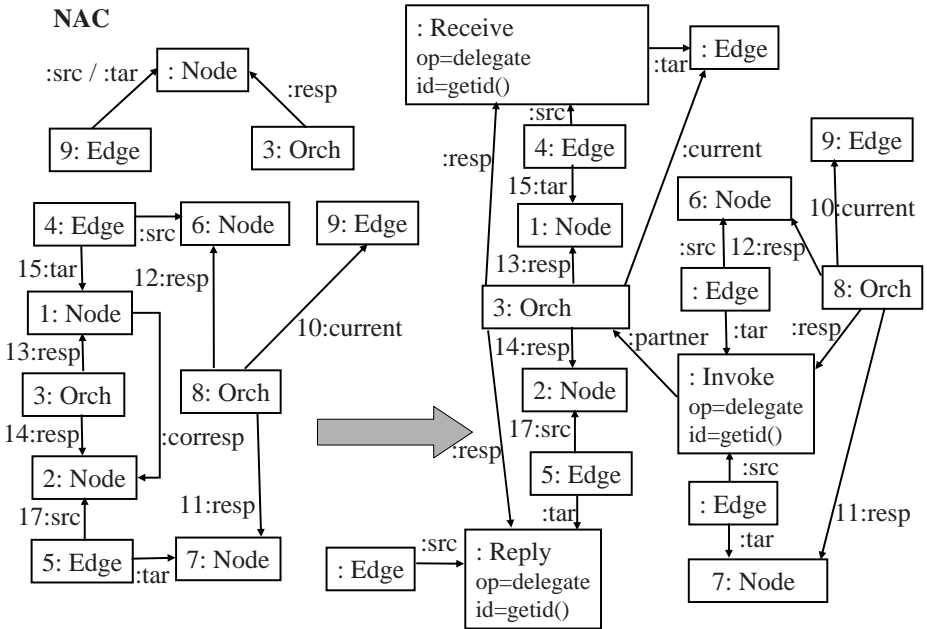 NAC
: Node
:src / :tar
:resp
9: Edge
3: Orch
4: Edge
:src
6: Node
9: Edge
15:tar
12:resp
1: Node
10:current
13:resp
3: Orch
8: Orch
14:resp
:corresp
2: Node
17:src
11:resp
5: Edge
:tar
7: Node
: Receive
op=delegate
id=getid()
:tar
: Edge
:src
4: Edge
:resp
:current
15:tar
1: Node
13:resp
3: Orch
14:resp
:partner
2: Node
17:src
:resp
5: Edge
:tar
:src
: Edge
: Reply
op=delegate
id=getid()
9: Edge
6: Node
10:current
:src
12:resp
: Edge
8: Orch
:tar
:resp
: Invoke
op=delegate
id=getid()
:src
: Edge
11:resp
:tar
7: Node